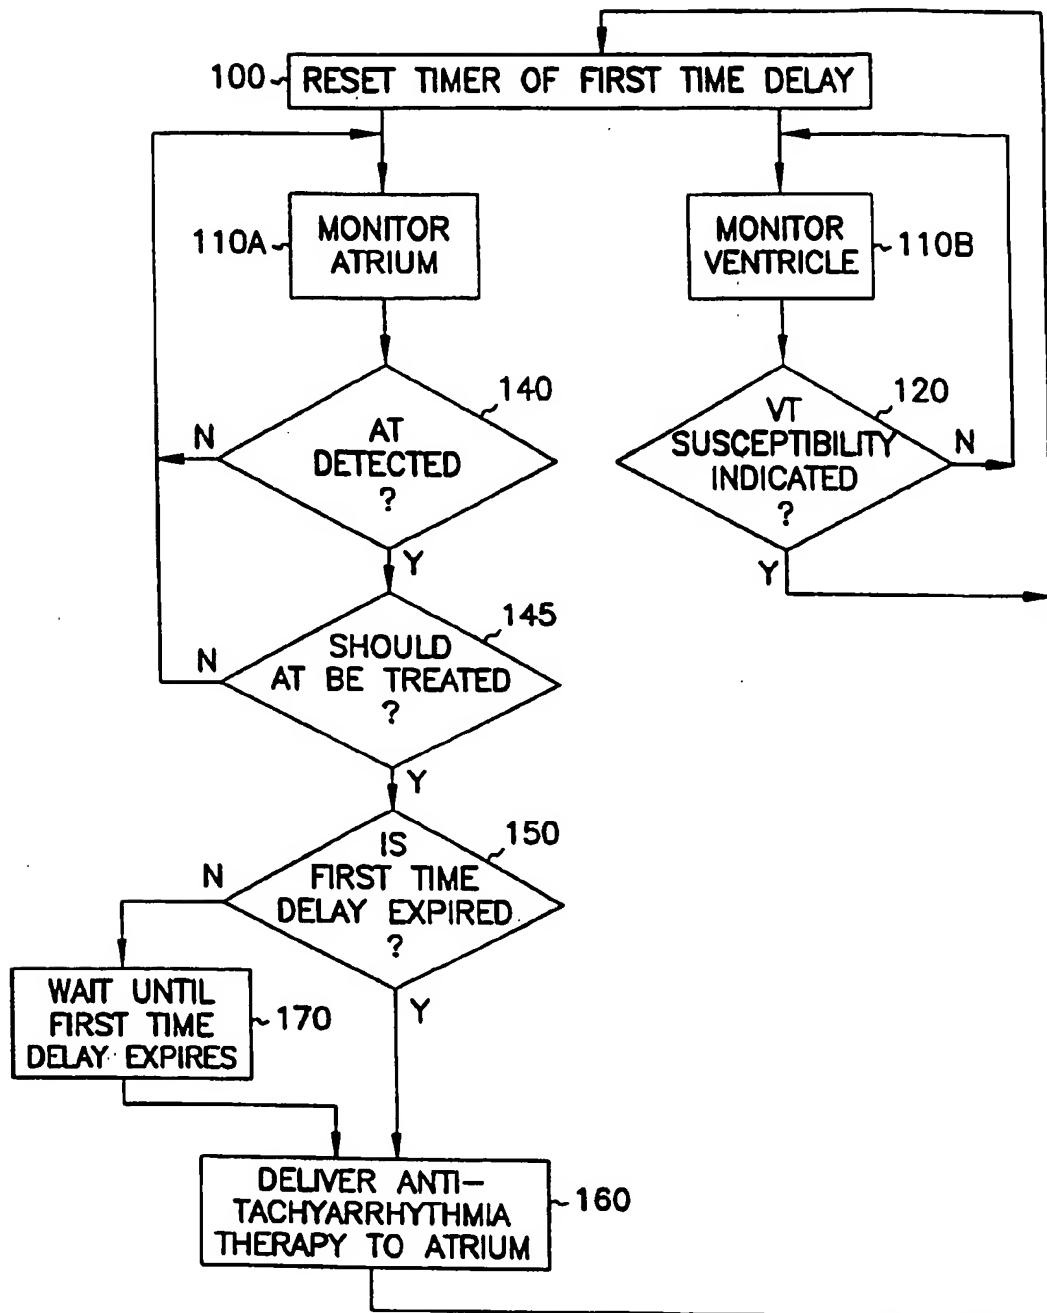 100
RESET TIMER OF FIRST TIME DELAY
110A
MONITOR
ATRIUM
MONITOR
VENTRICLE
110B
140
AT
DETECTED
?
N
Y
120
VT
SUSCEPTIBILITY
INDICATED
?
N
Y
145
SHOULD
AT BE TREATED
?
N
Y
150
IS
FIRST TIME
DELAY EXPIRED
?
N
Y
WAIT UNTIL
FIRST TIME
DELAY EXPIRES
170
DELIVER ANTI-
TACHYARRHYTHMIA
THERAPY TO ATRIUM
160